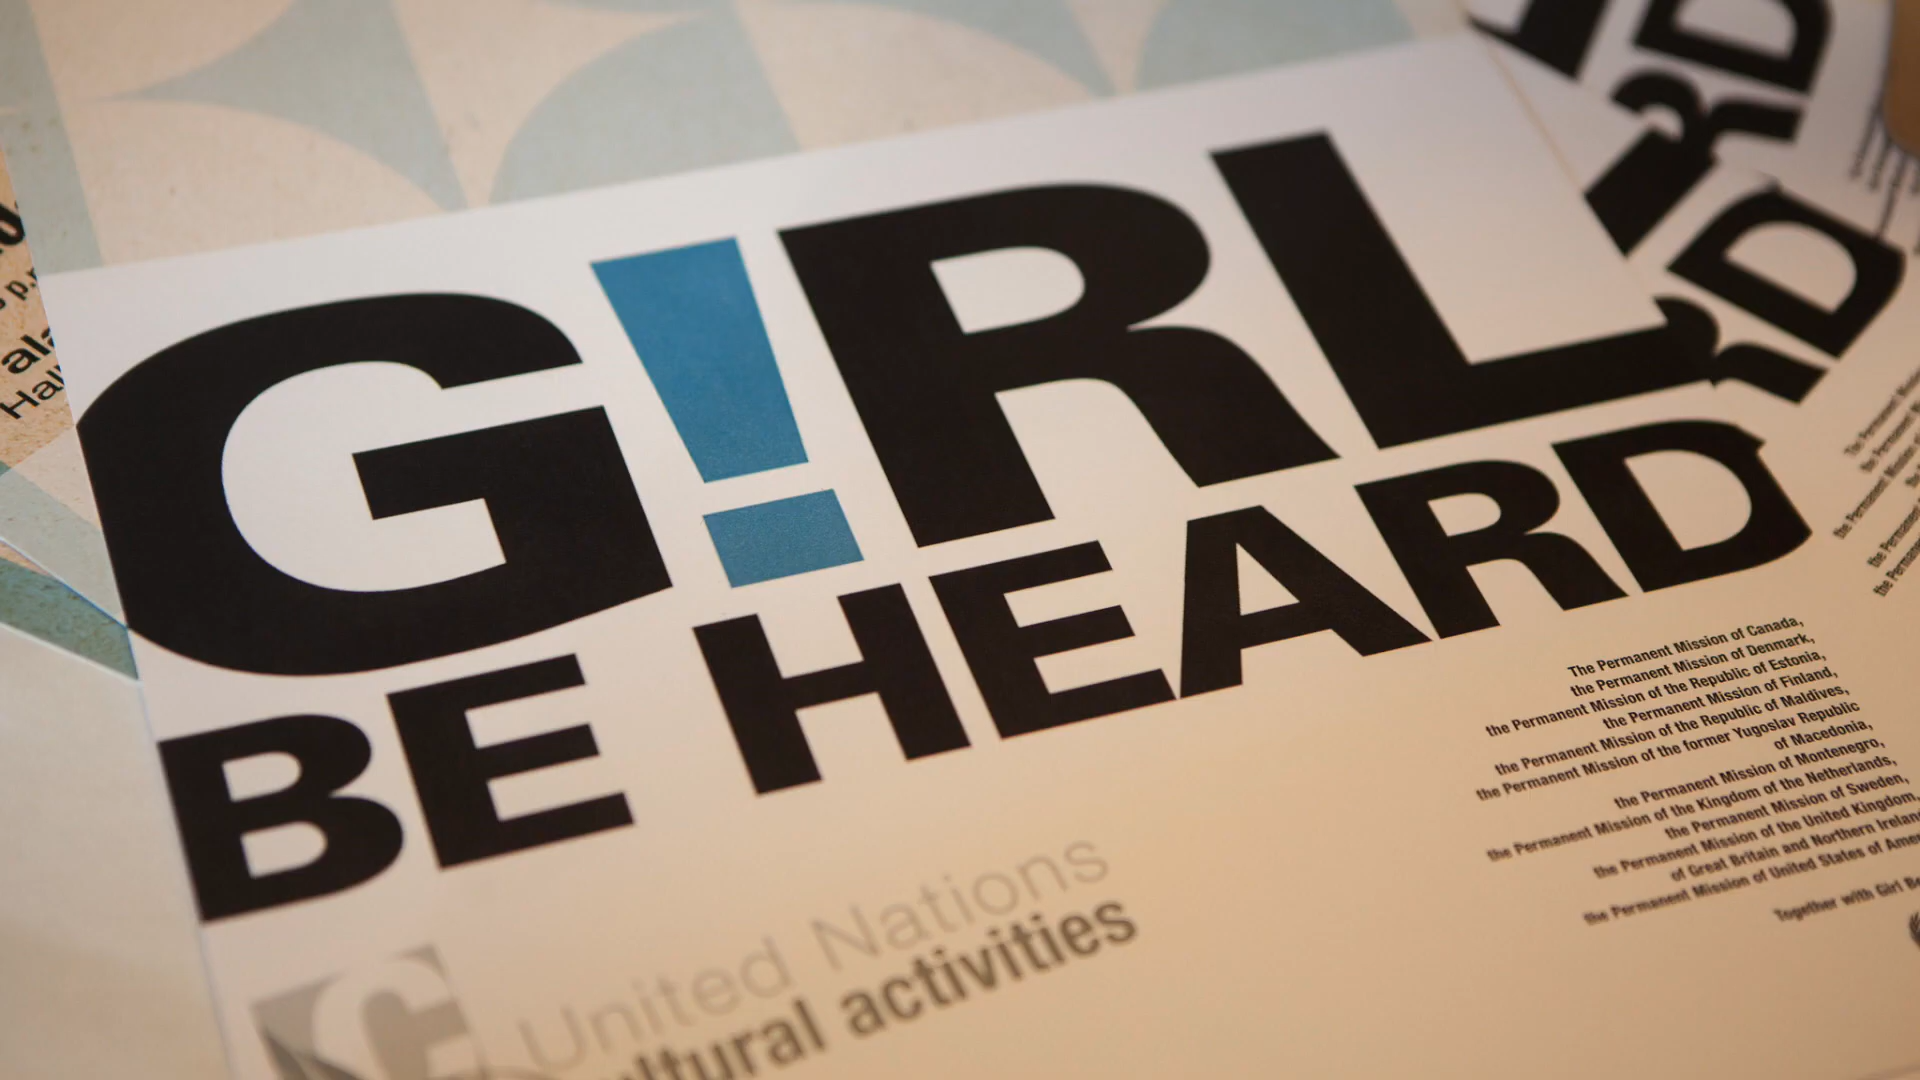 G!RL
BE HEARD
The Permanent Mission of Canada,
the Permanent Mission of Denmark,
the Permanent Mission of the Republic of Estonia,
the Permanent Mission of Finland,
the Permanent Mission of the Republic of Maldives,
the Permanent Mission of the former Yugoslav Republic
of Macedonia,
the Permanent Mission of Montenegro,
the Permanent Mission of the Kingdom of the Netherlands,
the Permanent Mission of Sweden,
the Permanent Mission of the United Kingdom,
of Great Britain and Northern Ireland
the Permanent Mission of United States of
Together with Girl
United Nations
activities